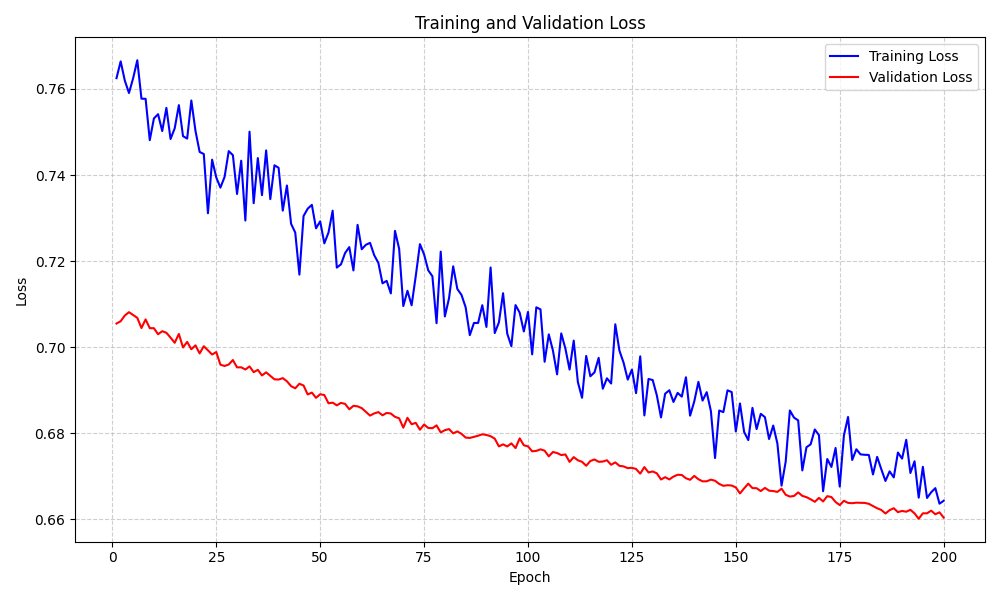 Training and Validation Loss
Training Loss
Validation Loss
0.76
0.74
0.72
0.70
0.68
0.66
Loss
0 25 50 75 100 125 150 175 200
Epoch